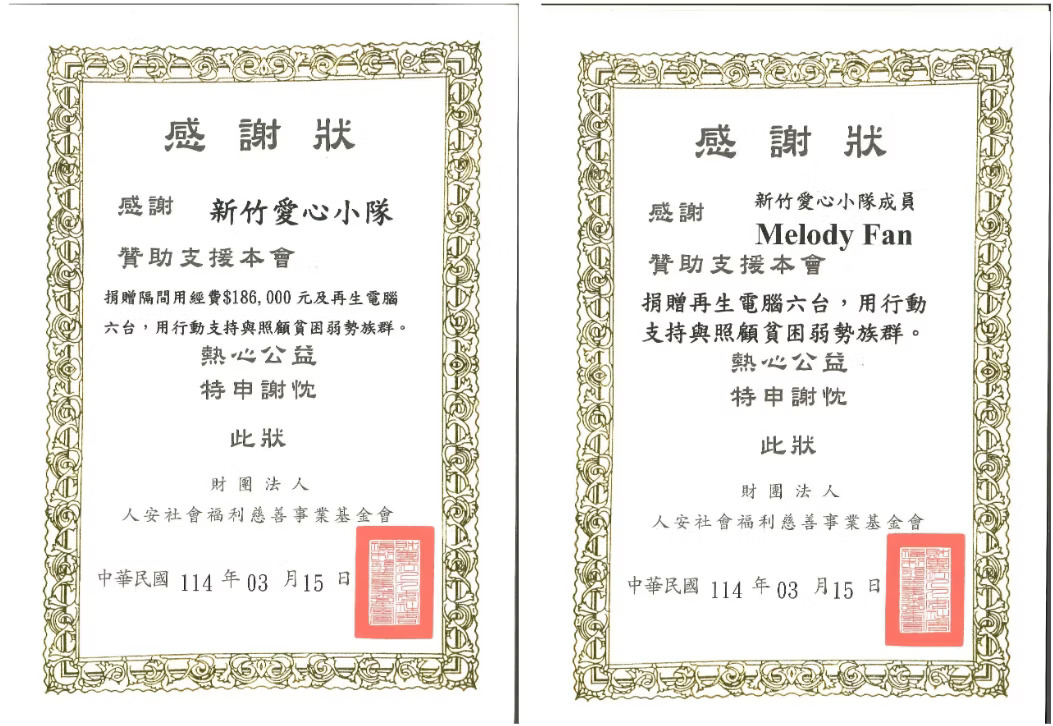 感謝狀
感謝 新竹愛心小隊
贊助支援本會
捐贈隔間用經費$186,000 元及再生電腦
六台，用行動支持與照顧貧困弱勢族群。
熱心公益
特申謝忱
此狀
財團法人
人安社會福利慈善事業基金會
中華民國 114 年 03 月 15 日
感謝狀
新竹愛心小隊成員
感謝
Melody Fan
贊助支援本會
捐贈再生電腦六台，用行動
支持與照顧貧困弱勢族群。
熱心公益
特申謝忱
此狀
財團法人
人安社會福利慈善事業基金會
中華民國 114 年 03 月 15 日